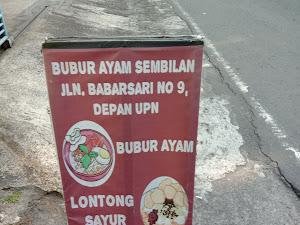 BUBUR AYAM SEMBILAN
JLN, BABARSARI NO 9,
DEPAN UPN
BUBUR AYAM
LONTONG
SAYUR